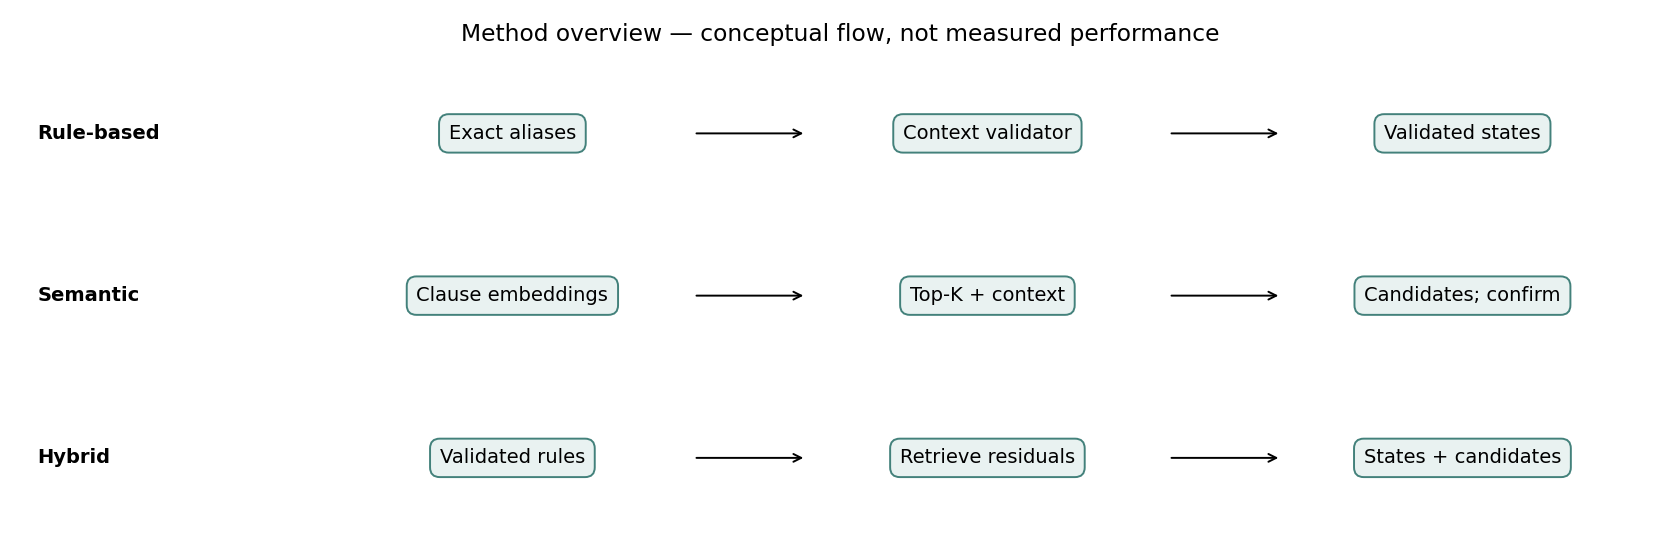 Method overview — conceptual flow, not measured performance
Rule-based
Exact aliases
Context validator
Validated states
Semantic
Clause embeddings
Top-K + context
Candidates; confirm
Hybrid
Validated rules
Retrieve residuals
States + candidates